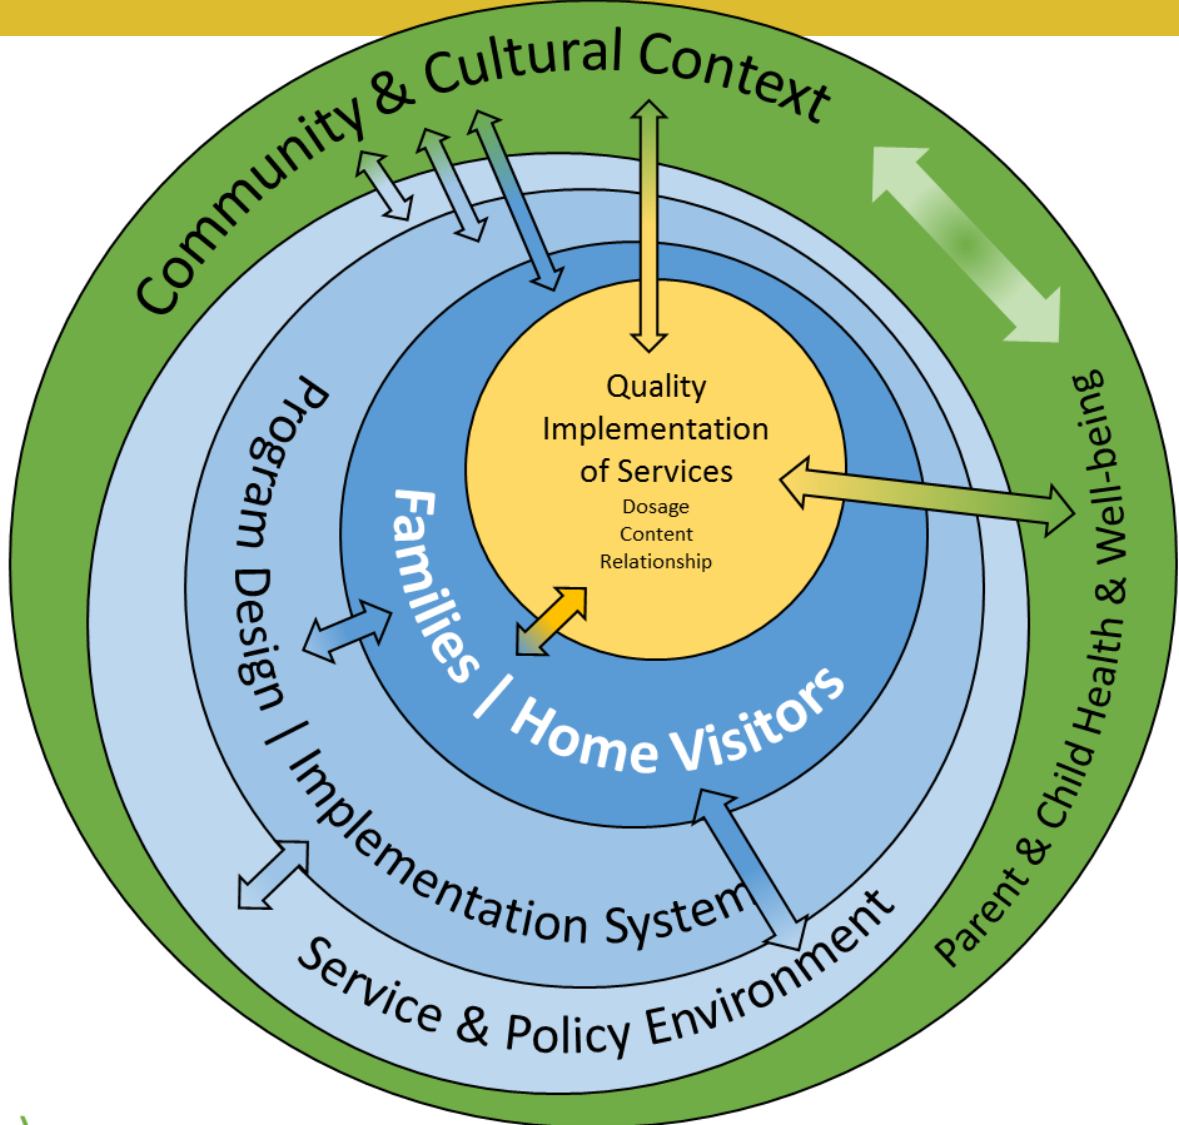 Community & Cultural Context
Quality
Implementation
of Services
Dosage
Content
Relationship
Families | Home Visitors
Program Design | Implementation System
Service & Policy Environment
Parent & Child Health & Well-being